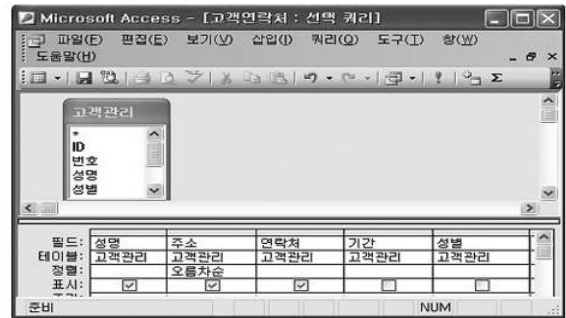 Microsoft Access - [고객연락처 : 선택 쿼리]
파일(F) 편집(E) 보기(V) 삽입(I) 쿼리(Q) 도구(T) 창(W)
도움말(H)
고객관리
*
ID
번호
성명
성별
필드: 성명 주소 연락처 기간 성별
테이블: 고객관리 고객관리 고객관리 고객관리 고객관리
정렬: 오름차순
표시:
준비 NUM